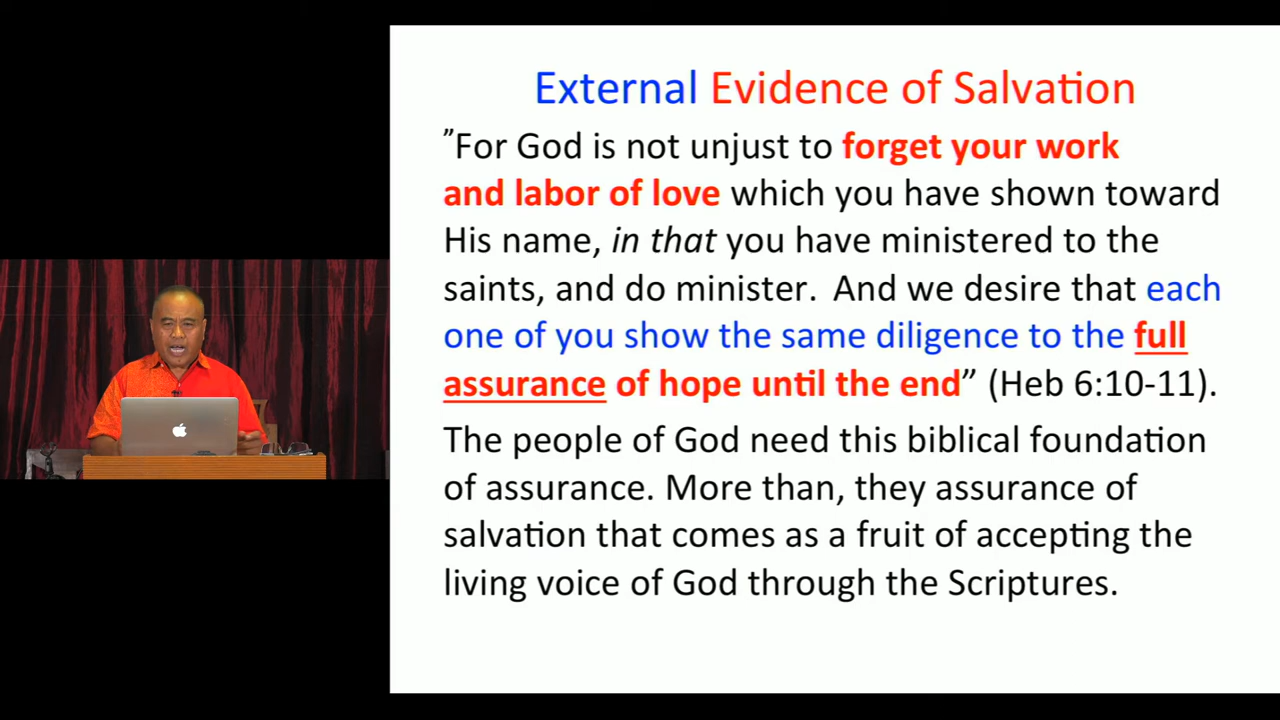 External Evidence of Salvation
”For God is not unjust to forget your work
and labor of love which you have shown toward
His name, in that you have ministered to the
saints, and do minister.  And we desire that each
one of you show the same diligence to the full
assurance of hope until the end” (Heb 6:10-11).
The people of God need this biblical foundation
of assurance. More than, they assurance of
salvation that comes as a fruit of accepting the
living voice of God through the Scriptures.